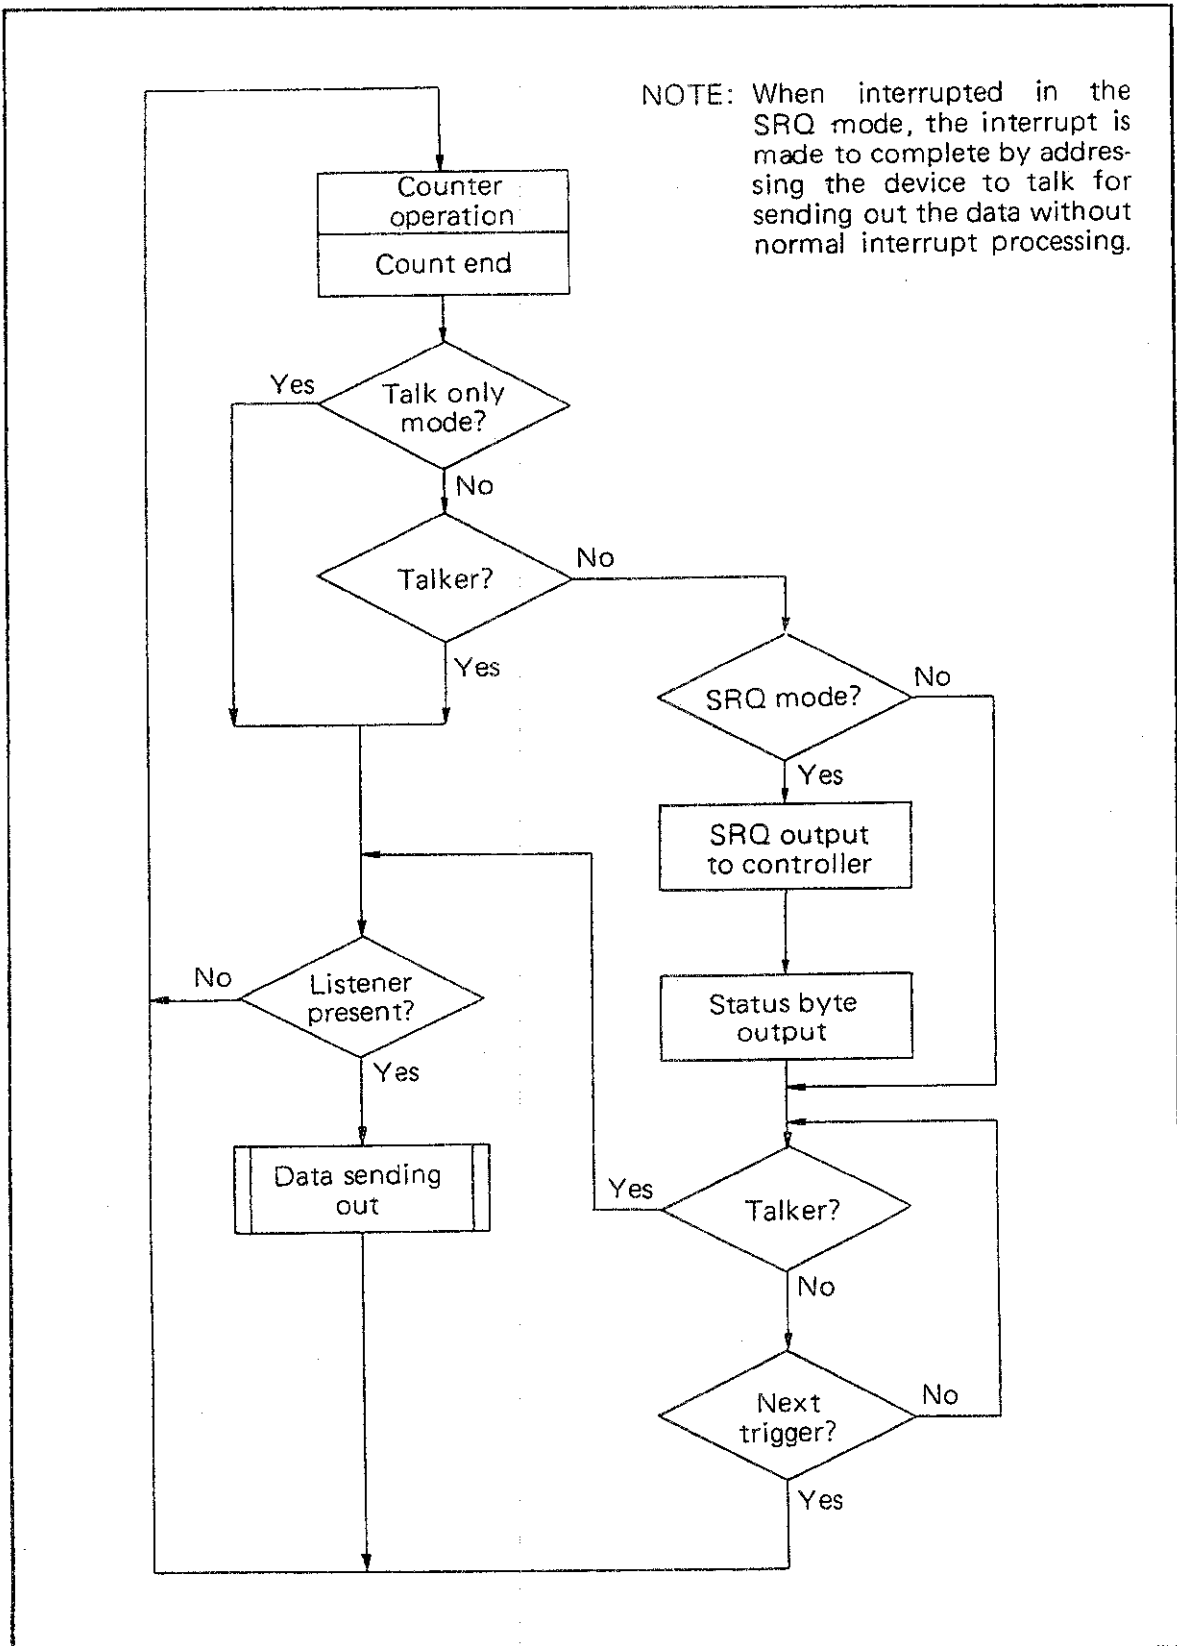 NOTE: When interrupted in the
SRQ mode, the interrupt is
made to complete by addres-
sing the device to talk for
sending out the data without
normal interrupt processing.
Counter
operation
Count end
Yes
Talk only
mode?
No
Talker?
No
Yes
SRQ mode?
No
Yes
SRQ output
to controller
Status byte
output
No
Listener
present?
Yes
Data sending
out
Yes
Talker?
No
Next
trigger?
No
Yes